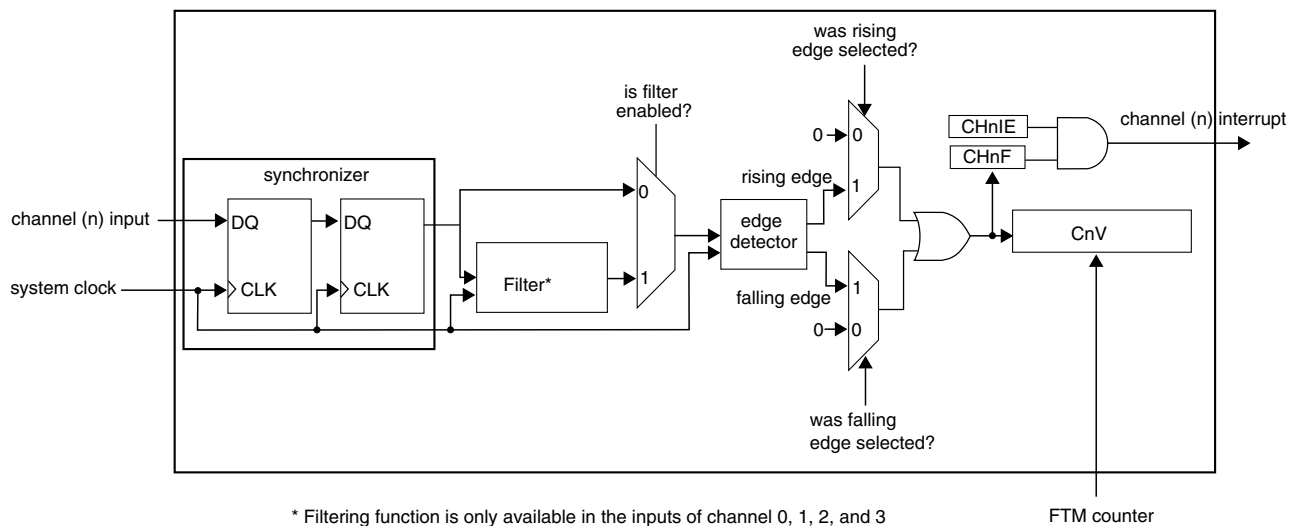 was rising
edge selected?
is filter
enabled?
channel (n) interrupt
CHnIE
CHnF
0
0
synchronizer
rising edge
1
0
channel (n) input
DQ
DQ
edge
detector
CnV
Filter*
1
system clock
CLK
CLK
falling edge
1
0
0
was falling
edge selected?
* Filtering function is only available in the inputs of channel 0, 1, 2, and 3
FTM counter